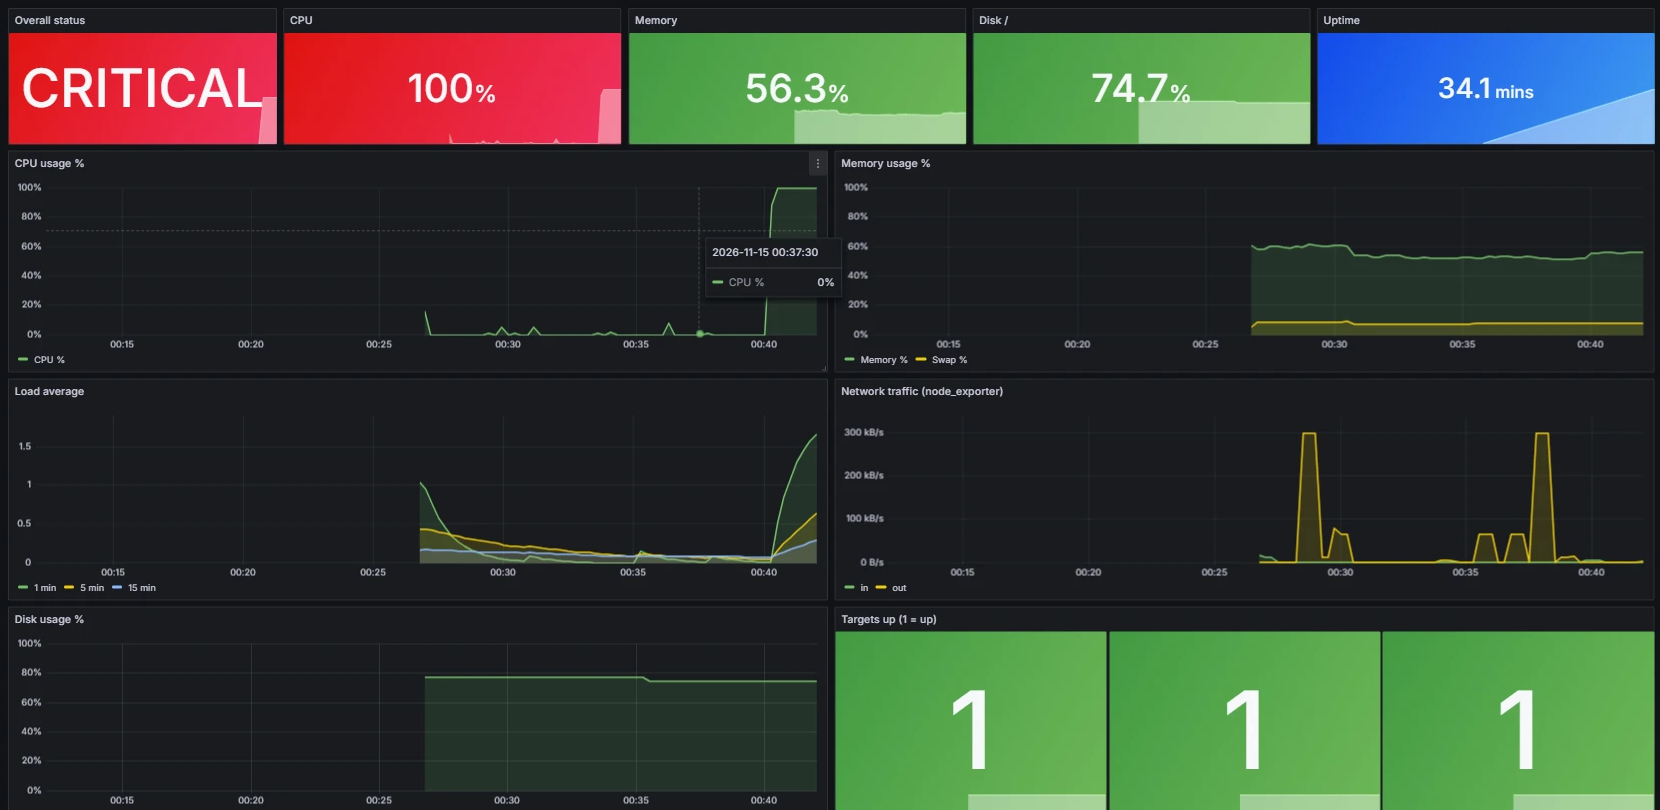 Overall status
CRITICAL
CPU
100%
Memory
56.3%
Disk /
74.7%
Uptime
34.1 mins
CPU usage %
100%
80%
60%
40%
20%
0%
00:15 00:20 00:25 00:30 00:35 00:40
CPU %
2026-11-15 00:37:30
CPU % 0%
Memory usage %
100%
80%
60%
40%
20%
0%
00:15 00:20 00:25 00:30 00:35 00:40
Memory % Swap %
Load average
1.5
1
0.5
0
00:15 00:20 00:25 00:30 00:35 00:40
1 min 5 min 15 min
Network traffic (node_exporter)
300 kB/s
200 kB/s
100 kB/s
0 B/s
00:15 00:20 00:25 00:30 00:35 00:40
in out
Disk usage %
100%
80%
60%
40%
20%
0%
00:15 00:20 00:25 00:30 00:35 00:40
Targets up (1 = up)
1 1 1